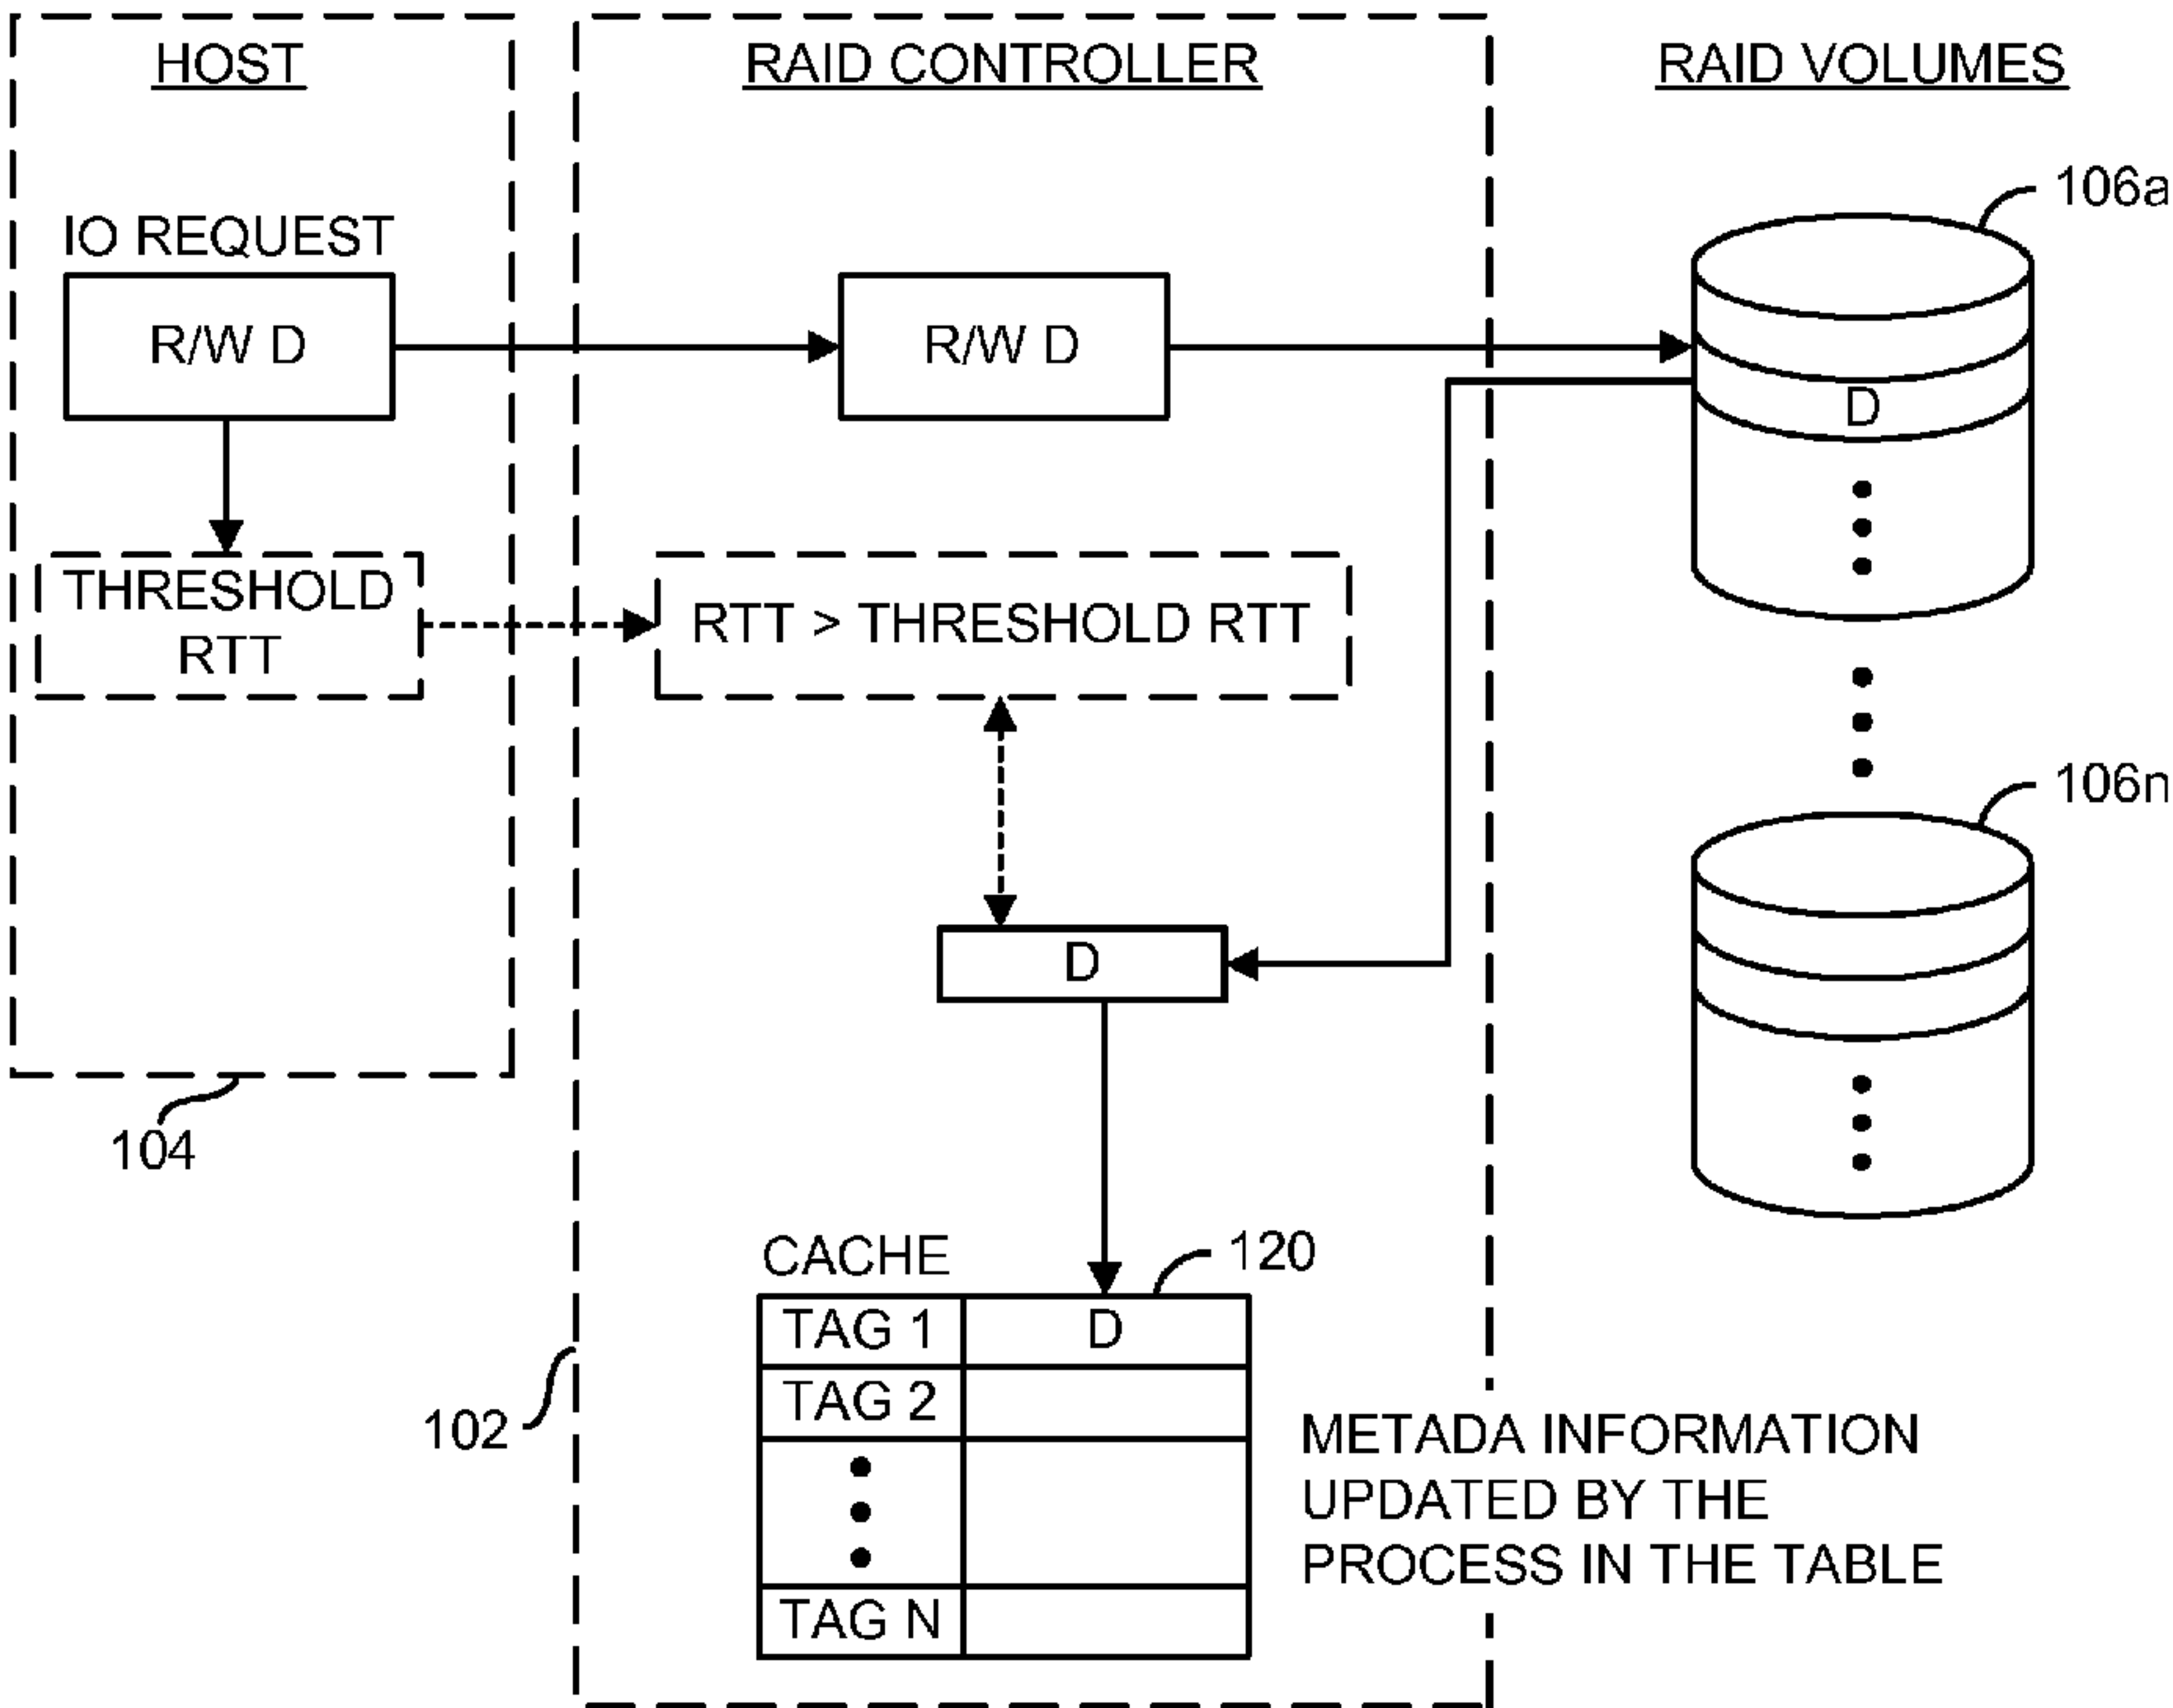 HOST
RAID CONTROLLER
RAID VOLUMES
106a
IO REQUEST
R/W D
R/W D
D
THRESHOLD
RTT
RTT > THRESHOLD RTT
106n
D
104
CACHE
120
TAG 1
D
TAG 2
102
METADA INFORMATION
UPDATED BY THE
PROCESS IN THE TABLE
TAG N